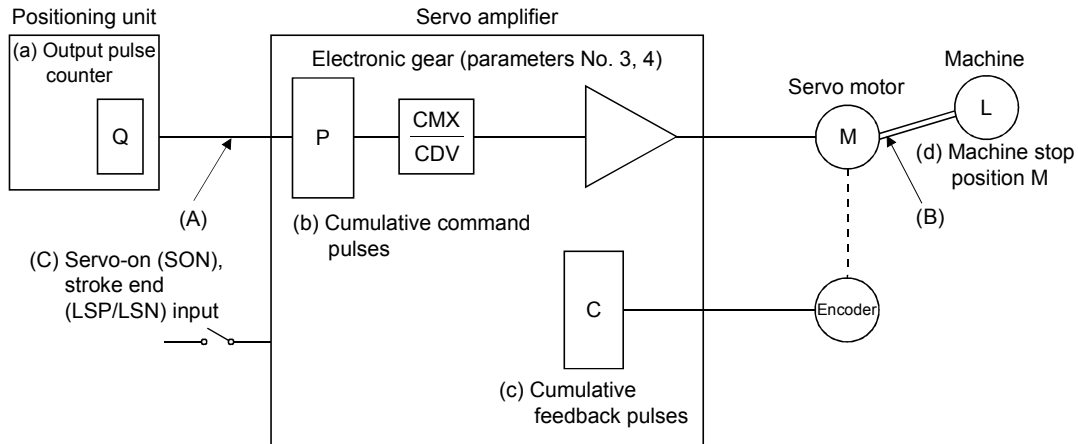 Positioning unit
(a) Output pulse
counter
Q
Servo amplifier
Electronic gear (parameters No. 3, 4)
P
CMX
CDV
(b) Cumulative command
pulses
Servo motor
M
Machine
L
(d) Machine stop
position M
(A)
(B)
(C) Servo-on (SON),
stroke end
(LSP/LSN) input
C
(c) Cumulative
feedback pulses
Encoder